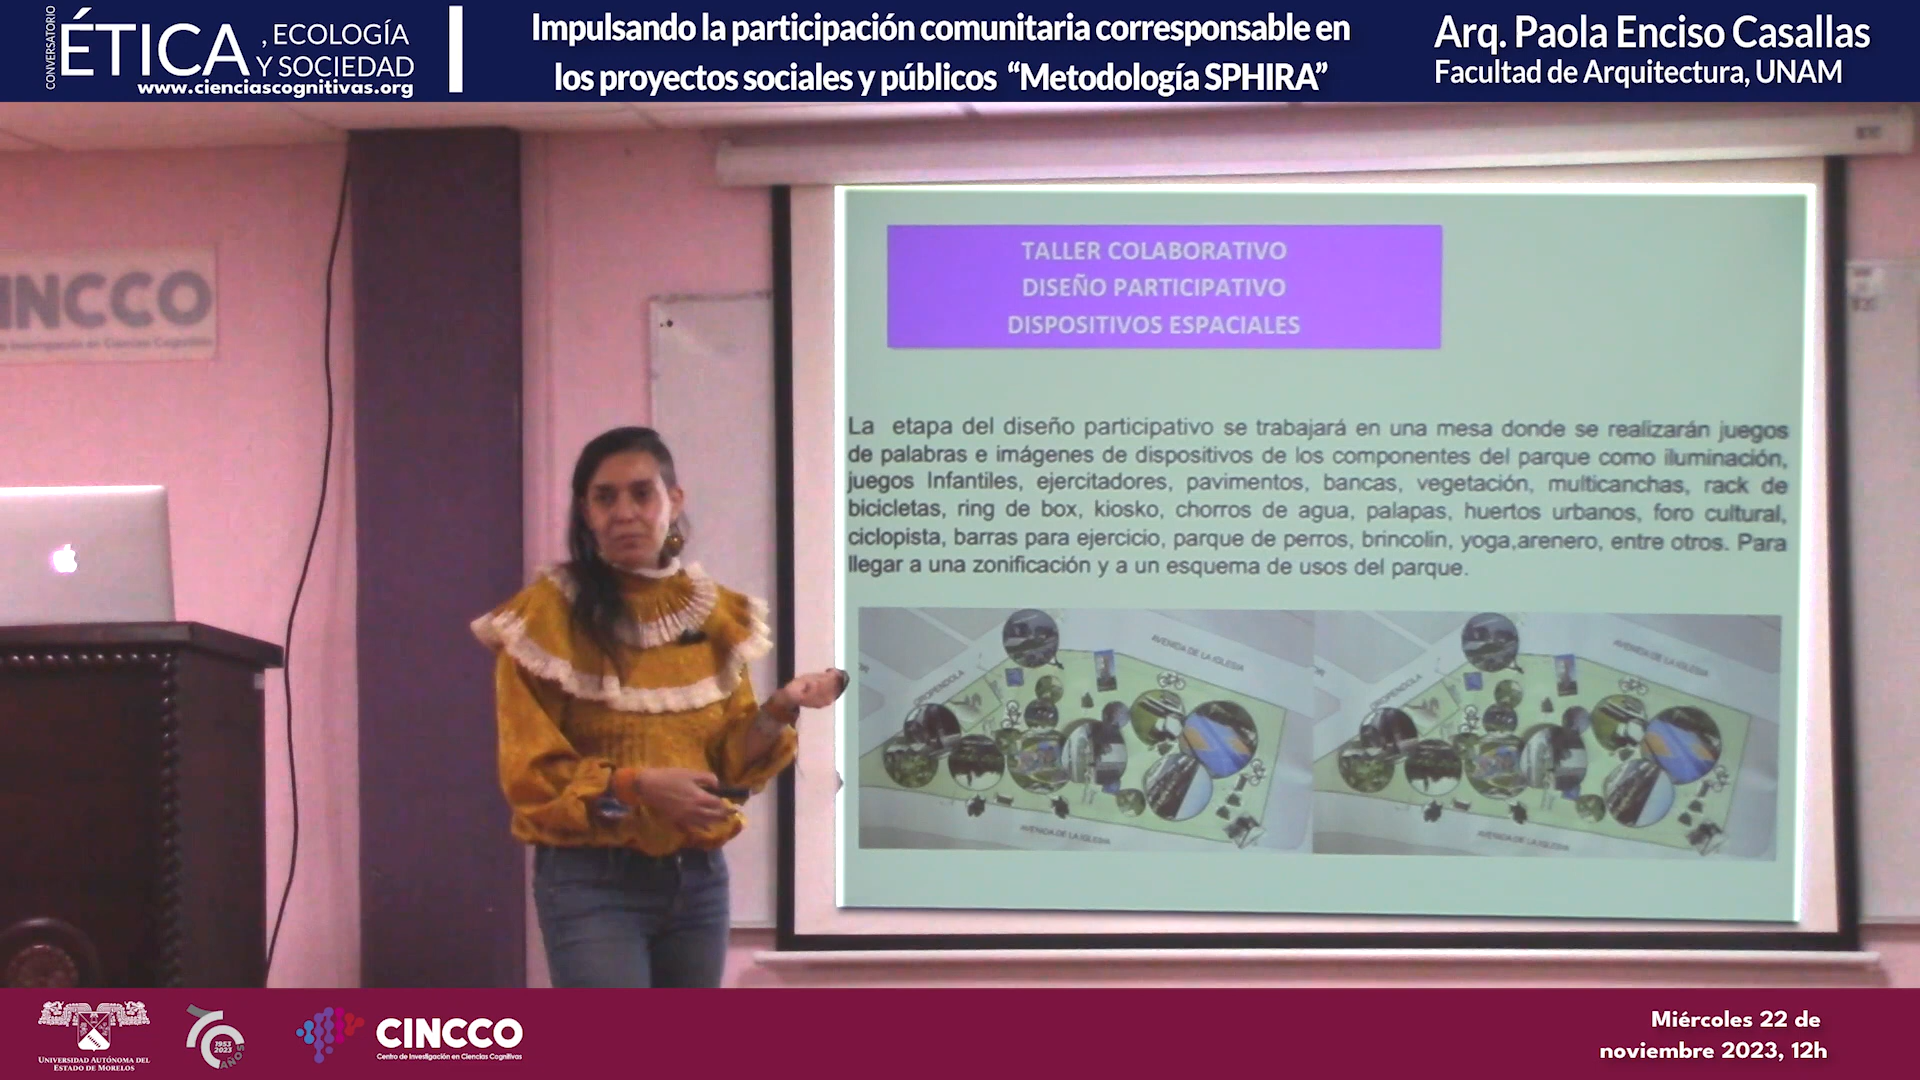 CONVERSATORIO
ÉTICA, ECOLOGÍA
Y SOCIEDAD
www.cienciascognitivas.org
Impulsando la participación comunitaria corresponsable en
los proyectos sociales y públicos “Metodología SPHIRA”
Arq. Paola Enciso Casallas
Facultad de Arquitectura, UNAM
INCCO
TALLER COLABORATIVO
DISEÑO PARTICIPATIVO
DISPOSITIVOS ESPACIALES
La etapa del diseño participativo se trabajará en una mesa donde se realizarán juegos
de palabras e imágenes de dispositivos de los componentes del parque como iluminación,
juegos Infantiles, ejercitadores, pavimentos, bancas, vegetación, multicanchas, rack de
bicicletas, ring de box, kiosko, chorros de agua, palapas, huertos urbanos, foro cultural,
ciclopista, barras para ejercicio, parque de perros, brincolin, yoga,arenero, entre otros. Para
llegar a una zonificación y a un esquema de usos del parque.
AVENIDA DE LA IGLESIA
AVENIDA DE LA IGLESIA
OROPENDOLA
OROPENDOLA
AVENIDA DE LA IGLESIA
AVENIDA DE LA IGLESIA
UNIVERSIDAD AUTÓNOMA DEL
ESTADO DE MORELOS
70
1953
2023
AÑOS
CINCCO
Centro de Investigación en Ciencias Cognitivas
Miércoles 22 de
noviembre 2023, 12h